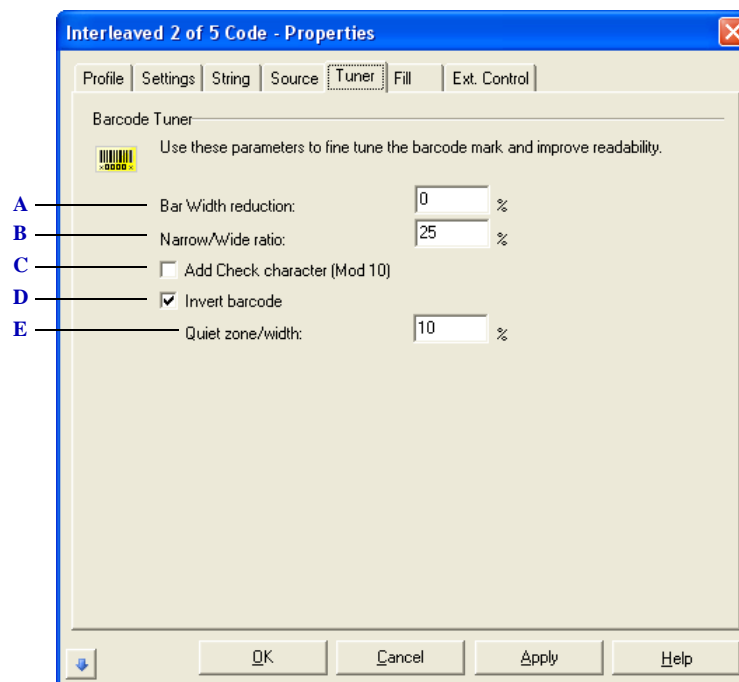 Interleaved 2 of 5 Code - Properties
Profile Settings String Source Tuner Fill Ext. Control
Barcode Tuner
Use these parameters to fine tune the barcode mark and improve readability.
A Bar Width reduction: 0 %
B Narrow/Wide ratio: 25 %
C Add Check character (Mod 10)
D Invert barcode
E Quiet zone/width: 10 %
OK Cancel Apply Help